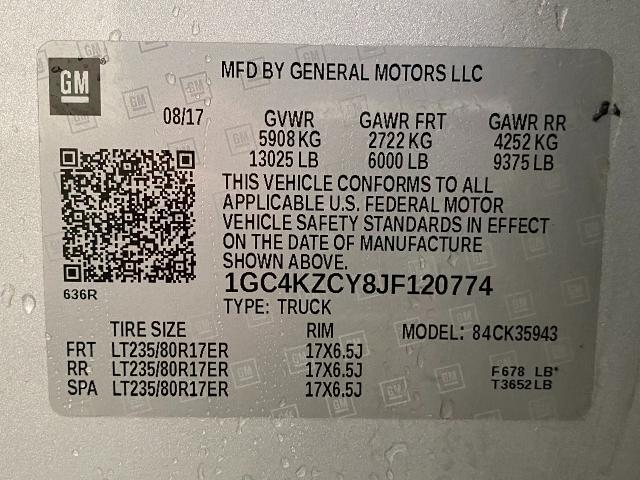 GM
MFD BY GENERAL MOTORS LLC
08/17 GVWR GAWR FRT GAWR RR
5908 KG 2722 KG 4252 KG
13025 LB 6000 LB 9375 LB
THIS VEHICLE CONFORMS TO ALL
APPLICABLE U.S. FEDERAL MOTOR
VEHICLE SAFETY STANDARDS IN EFFECT
ON THE DATE OF MANUFACTURE
SHOWN ABOVE.
636R 1GC4KZCY8JF120774
TYPE: TRUCK
TIRE SIZE RIM MODEL: 84CK35943
FRT LT235/80R17ER 17X6.5J
RR LT235/80R17ER 17X6.5J F678 LB*
SPA LT235/80R17ER 17X6.5J T3652LB